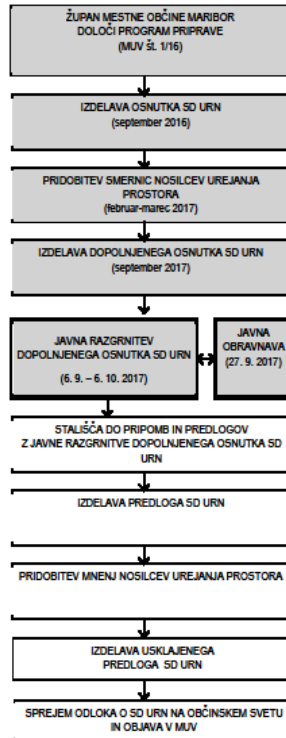 ŽUPAN MESTNE OBČINE MARIBOR
DOLOČI PROGRAM PRIPRAVE
(MUV št. 1/16)
IZDELAVA OSNUTKA SD URN
(september 2016)
PRIDOBITEV SMERNIC NOSILCEV UREJANJA
PROSTORA
(februar-marec 2017)
IZDELAVA DOPOLNJENEGA OSNUTKA SD URN
(september 2017)
JAVNA RAZGRNITEV
DOPOLNJENEGA OSNUTKA SD URN
(6. 9. – 6. 10. 2017)
JAVNA
OBRAVNAVA
(27. 9. 2017)
STALIŠČA DO PRIPOMB IN PREDLOGOV
Z JAVNE RAZGRNITVE DOPOLNJENEGA OSNUTKA SD
URN
IZDELAVA PREDLOGA SD URN
PRIDOBITEV MNENJ NOSILCEV UREJANJA PROSTORA
IZDELAVA USKLAJENEGA
PREDLOGA SD URN
SPREJEM ODLOKA O SD URN NA OBČINSKEM SVETU
IN OBJAVA V MUV